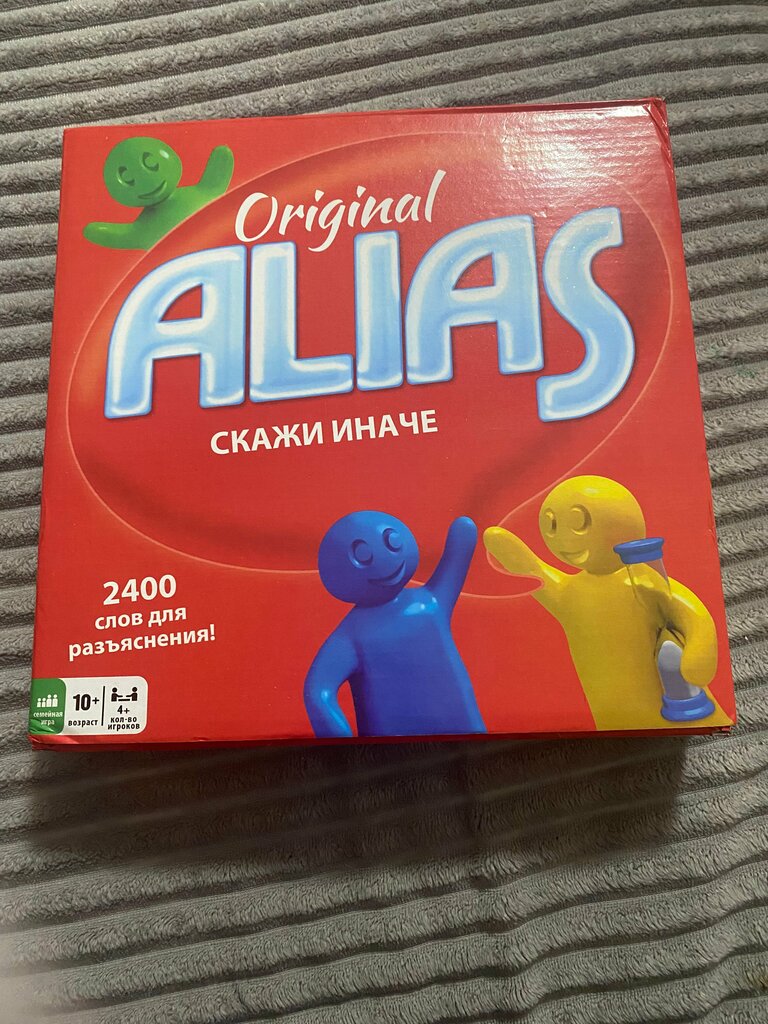 Original
ALIAS
СКАЖИ ИНАЧЕ
2400
слов для
разъяснения!
семейная
игра
10+
возраст
4+
кол-во
игроков